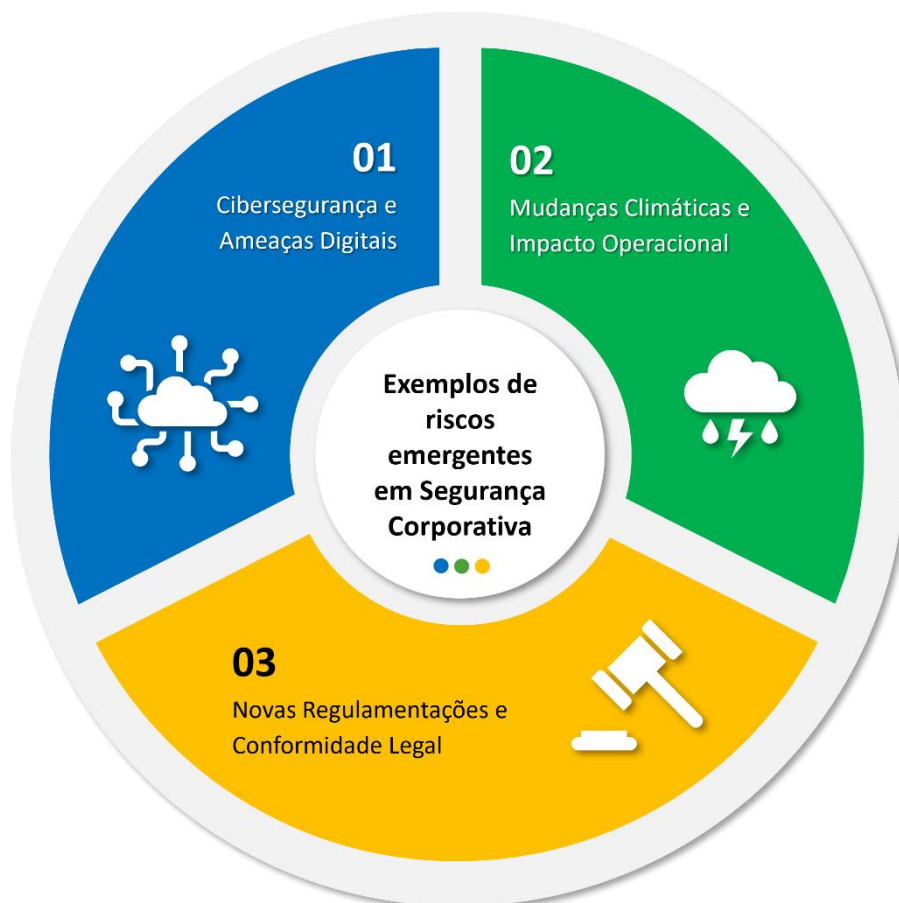 01
Cibersegurança e
Ameaças Digitais
02
Mudanças Climáticas e
Impacto Operacional
Exemplos de
riscos
emergentes
em Segurança
Corporativa
03
Novas Regulamentações e
Conformidade Legal